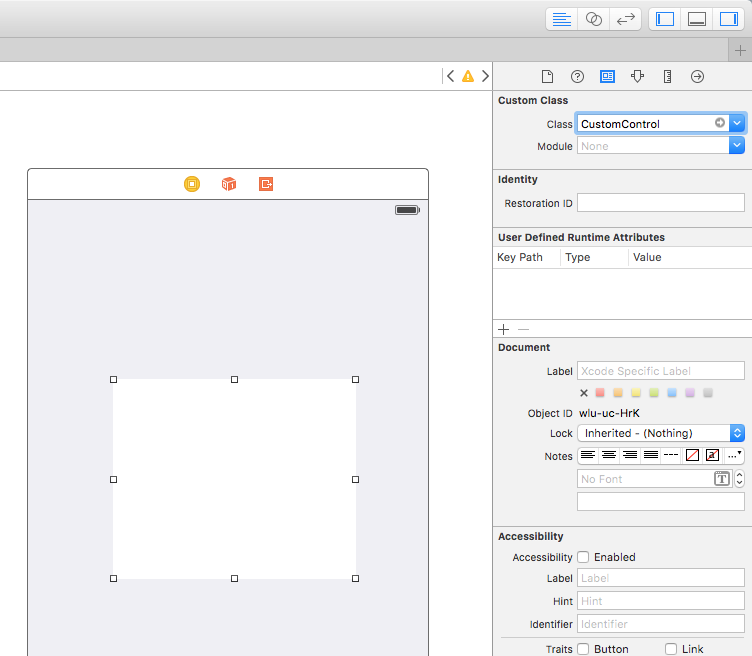 Custom Class
Class CustomControl
Module None
Identity
Restoration ID
User Defined Runtime Attributes
Key Path Type Value
Document
Label Xcode Specific Label
Object ID wlu-uc-HrK
Lock Inherited - (Nothing)
Notes
No Font T
Accessibility
Accessibility Enabled
Label Label
Hint Hint
Identifier Identifier
Traits Button Link